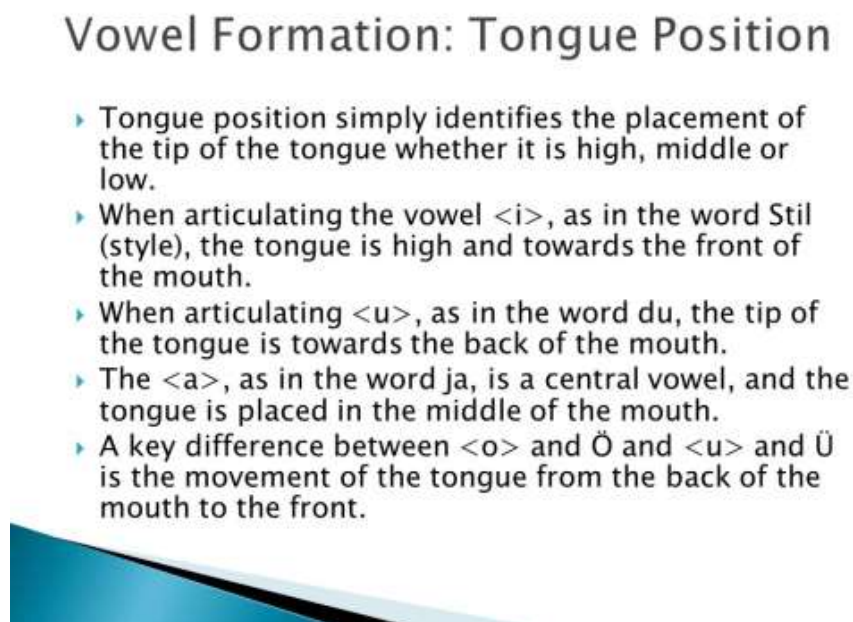 Vowel Formation: Tongue Position
Tongue position simply identifies the placement of
the tip of the tongue whether it is high, middle or
low.
When articulating the vowel <i>, as in the word Stil
(style), the tongue is high and towards the front of
the mouth.
When articulating <u>, as in the word du, the tip of
the tongue is towards the back of the mouth.
The <a>, as in the word ja, is a central vowel, and the
tongue is placed in the middle of the mouth.
A key difference between <o> and Ö and <u> and Ü
is the movement of the tongue from the back of the
mouth to the front.